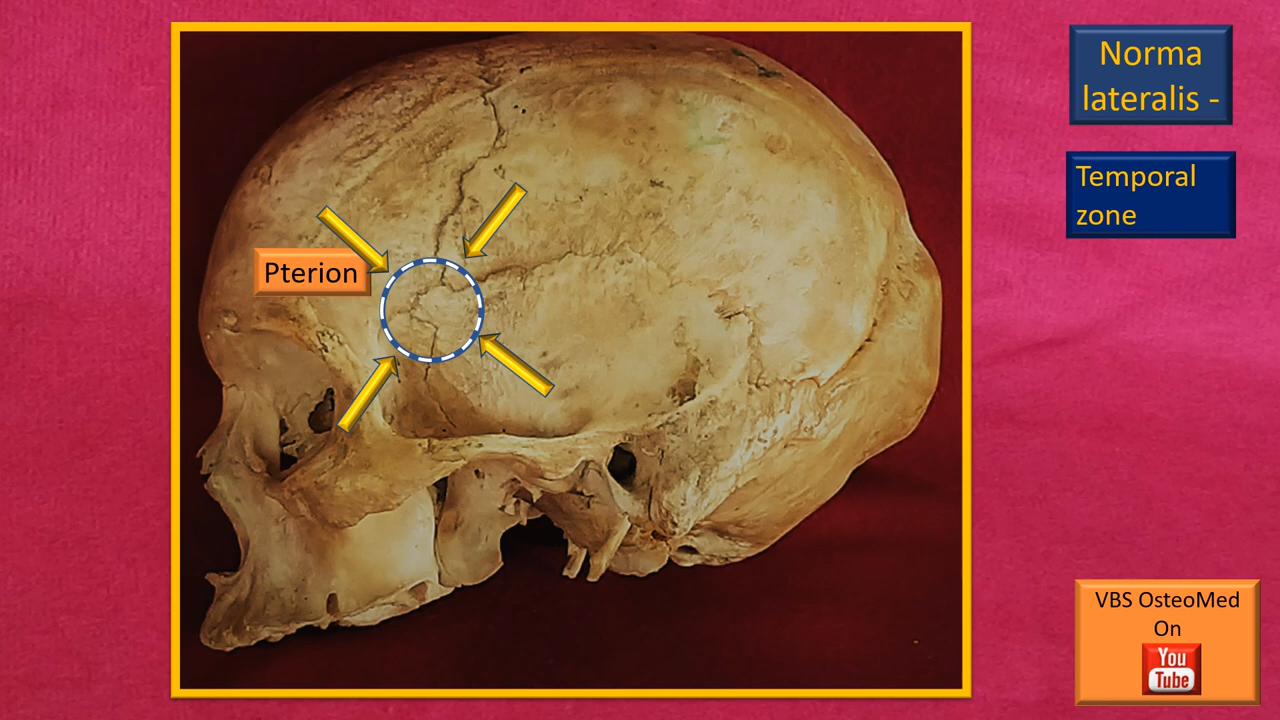 Norma
lateralis -
Temporal
zone
Pterion
VBS OsteoMed
On
You
Tube